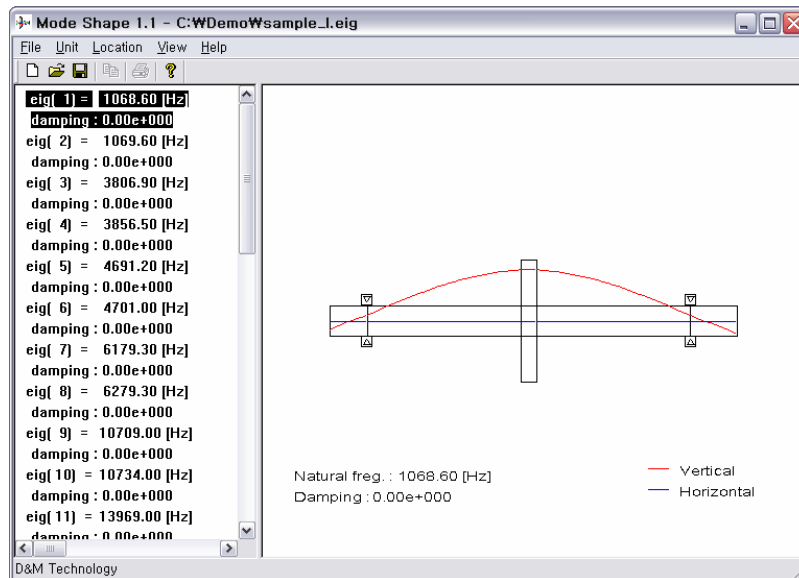 Mode Shape 1.1 - C:₩Demo₩sample_l.eig
File Unit Location View Help
eig( 1) = 1068.60 [Hz]
damping : 0.00e+000
eig( 2) = 1069.60 [Hz]
damping : 0.00e+000
eig( 3) = 3806.90 [Hz]
damping : 0.00e+000
eig( 4) = 3856.50 [Hz]
damping : 0.00e+000
eig( 5) = 4691.20 [Hz]
damping : 0.00e+000
eig( 6) = 4701.00 [Hz]
damping : 0.00e+000
eig( 7) = 6179.30 [Hz]
damping : 0.00e+000
eig( 8) = 6279.30 [Hz]
damping : 0.00e+000
eig( 9) = 10709.00 [Hz]
damping : 0.00e+000
eig( 10) = 10734.00 [Hz]
damping : 0.00e+000
eig( 11) = 13969.00 [Hz]
damping : 0.00e+000
Natural freq. : 1068.60 [Hz]
Damping : 0.00e+000
Vertical
Horizontal
D&M Technology